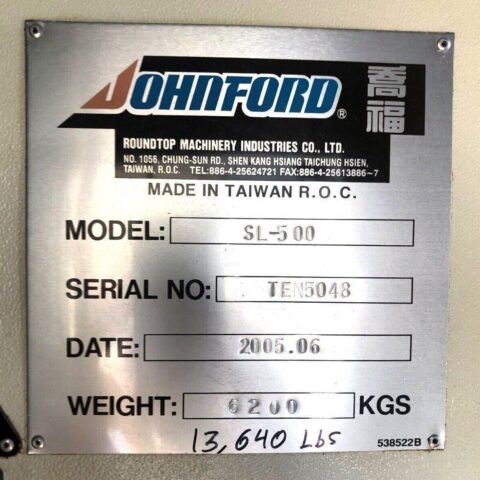 JOHNFORD®
喬福
ROUNDTOP MACHINERY INDUSTRIES CO., LTD.
NO. 1056, CHUNG-SUN RD., SHEN KANG HSIANG TAICHUNG HSIEN,
TAIWAN, R.O.C. TEL:886-4-25624721 FAX:886-4-25613886~7
MADE IN TAIWAN R.O.C.
MODEL: SL-500
SERIAL NO: TEN5048
DATE: 2005.06
WEIGHT: 6200 KGS
13,640 Lbs
538522B